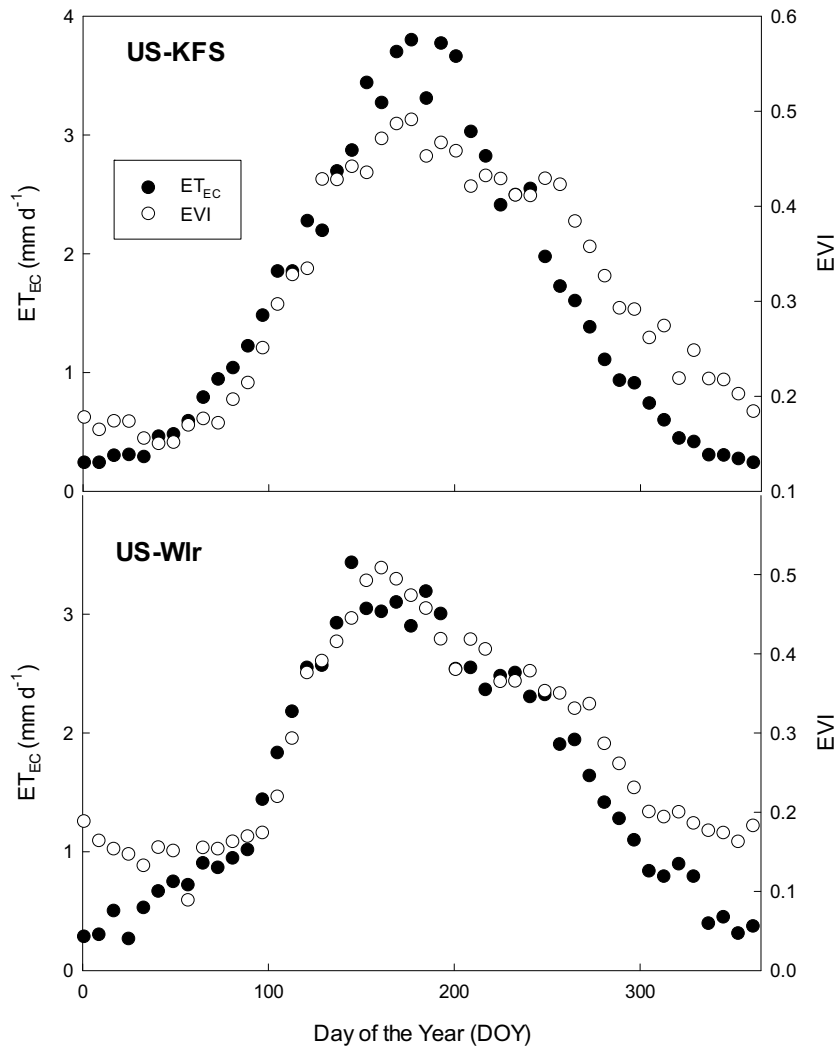 US-KFS
ET_EC
EVI
4
3
2
1
0
ET_EC (mm d⁻¹)
0.6
0.5
0.4
0.3
0.2
0.1
EVI
US-Wlr
3
2
1
0
ET_EC (mm d⁻¹)
0.5
0.4
0.3
0.2
0.1
0.0
EVI
0 100 200 300
Day of the Year (DOY)